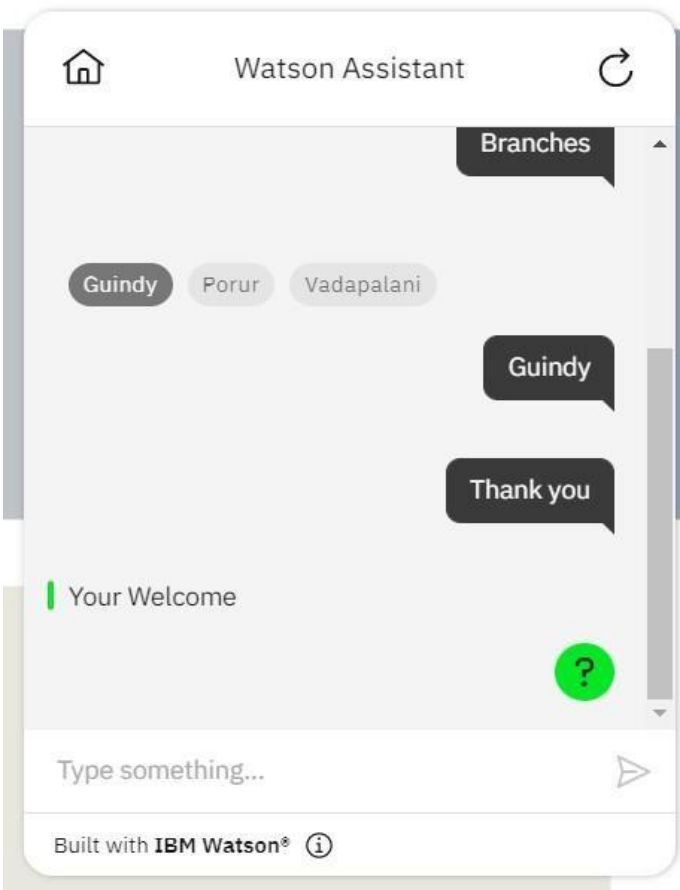 Watson Assistant
Branches
Guindy Porur Vadapalani
Guindy
Thank you
Your Welcome
?
Type something...
Built with IBM Watson®